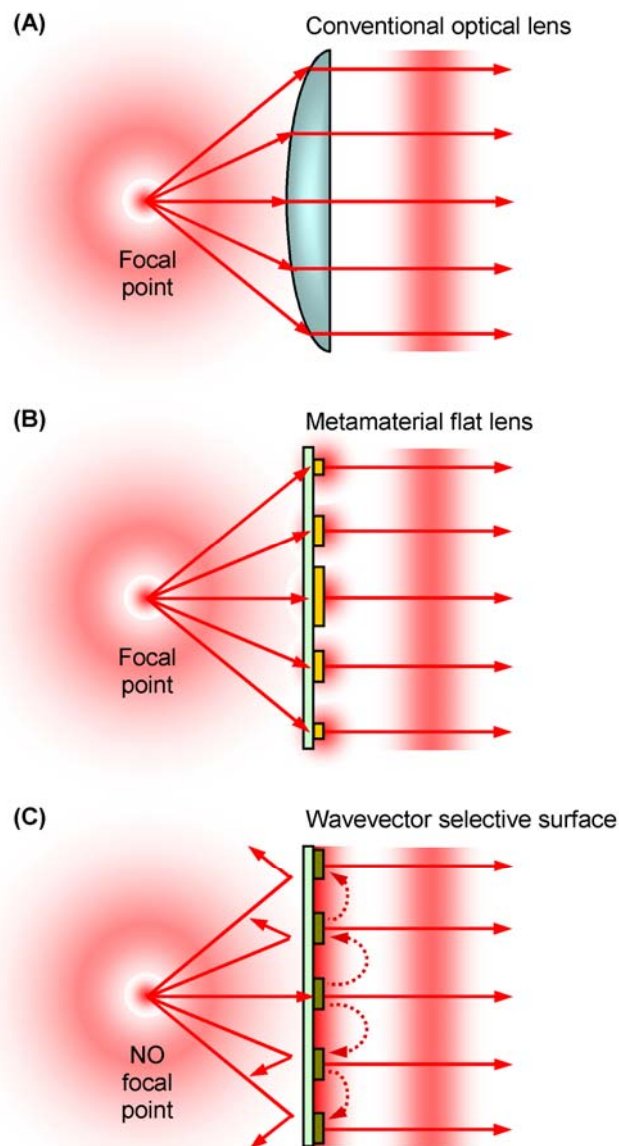 (A)
Conventional optical lens
Focal
point
(B)
Metamaterial flat lens
Focal
point
(C)
Wavevector selective surface
NO
focal
point